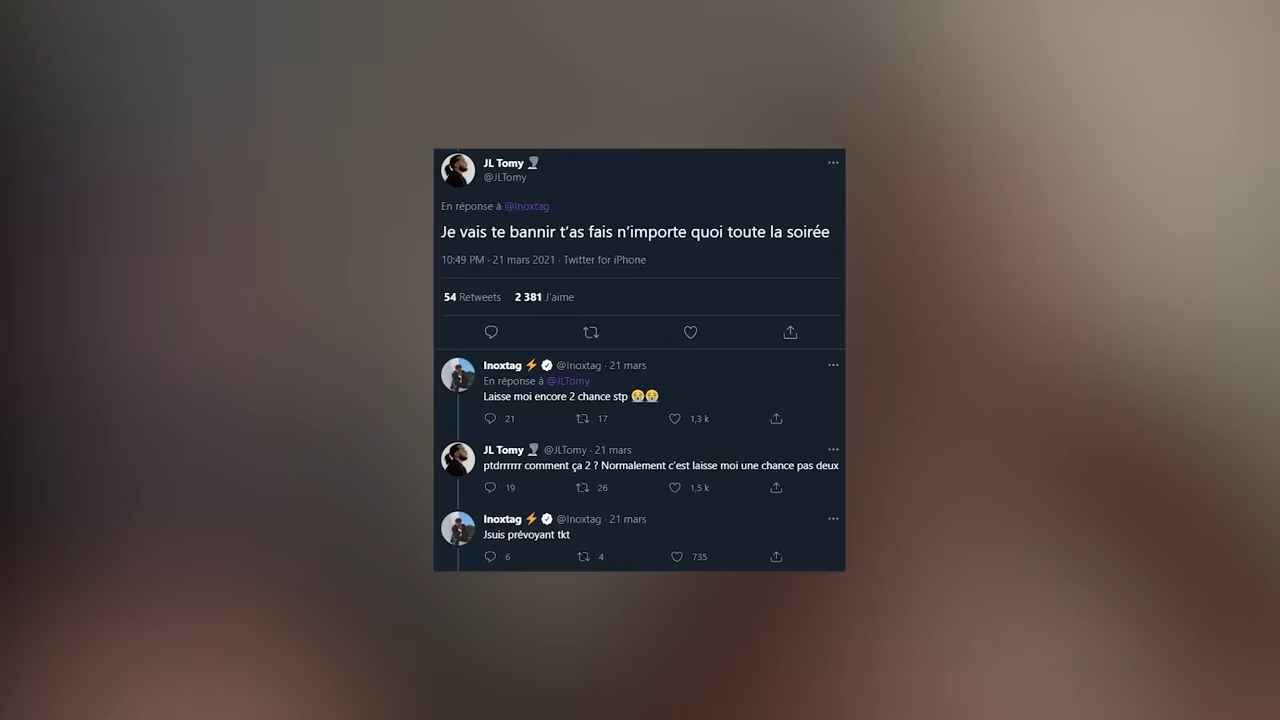 JL Tomy 🏆
@JLTomy
En réponse à @Inoxtag
Je vais te bannir t'as fais n'importe quoi toute la soirée
10:49 PM · 21 mars 2021 · Twitter for iPhone
54 Retweets 2 381 J'aime
Inoxtag ⚡ @Inoxtag · 21 mars
En réponse à @JLTomy
Laisse moi encore 2 chance stp 😭😭
21 17 1,3 k
JL Tomy 🏆 @JLTomy · 21 mars
ptdrrrrrr comment ça 2 ? Normalement c'est laisse moi une chance pas deux
19 26 1,5 k
Inoxtag ⚡ @Inoxtag · 21 mars
Jsuis prévoyant tkt
6 4 735